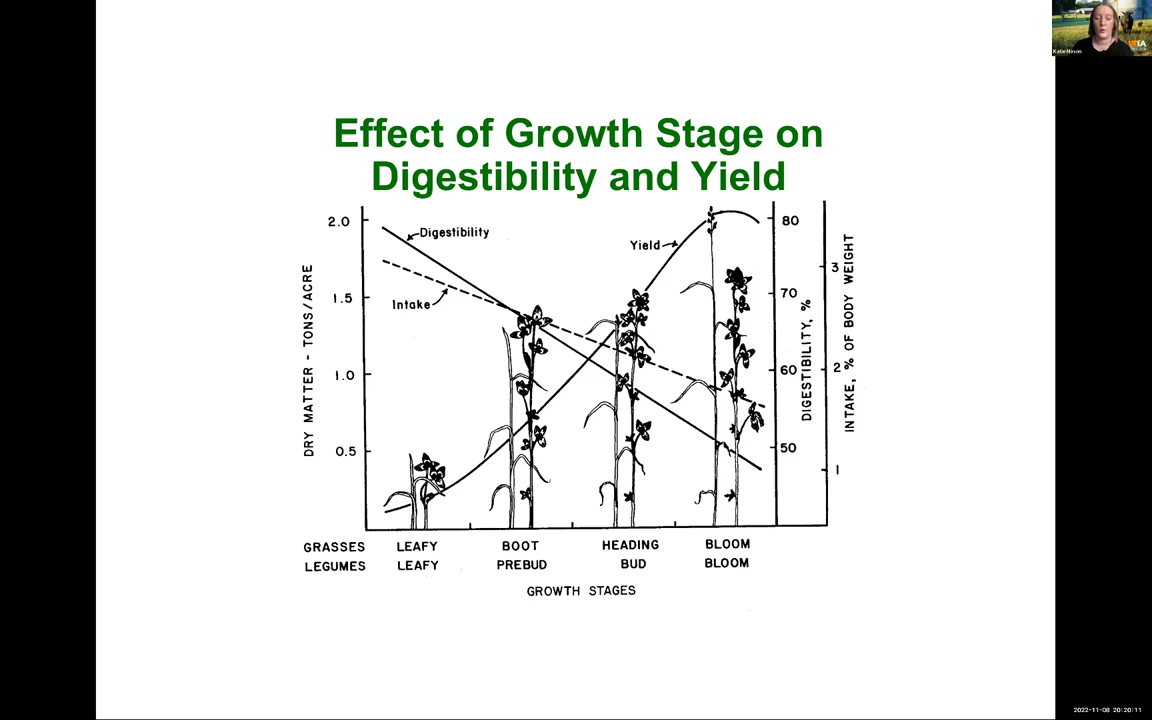 Effect of Growth Stage on
Digestibility and Yield
2.0
1.5
1.0
0.5
DRY MATTER - TONS/ACRE
Digestibility
Intake
Yield
80
70
60
50
DIGESTIBILITY, %
3
2
1
INTAKE, % OF BODY WEIGHT
GRASSES LEAFY BOOT HEADING BLOOM
LEGUMES LEAFY PREBUD BUD BLOOM
GROWTH STAGES
Katie Mason
2022-11-08 20:20:11